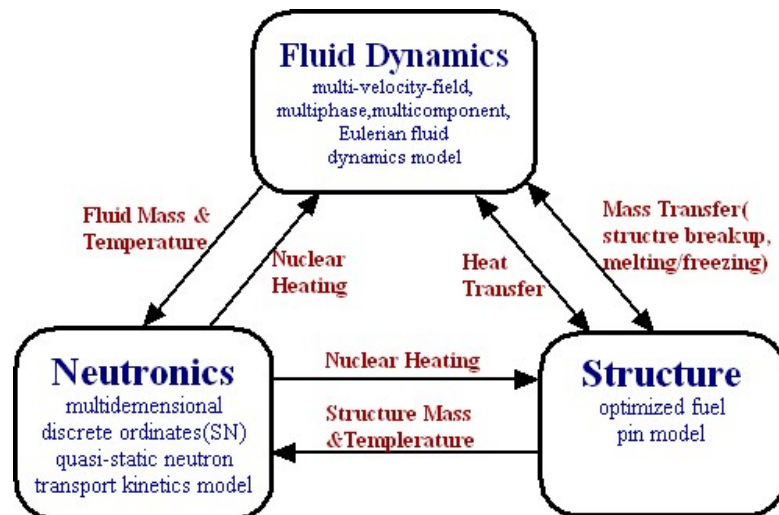 Fluid Dynamics
multi-velocity-field,
multiphase,multicomponent,
Eulerian fluid
dynamics model
Fluid Mass &
Temperature
Nuclear
Heating
Heat
Transfer
Mass Transfer(
structre breakup,
melting/freezing)
Neutronics
multidemensional
discrete ordinates(SN)
quasi-static neutron
transport kinetics model
Nuclear Heating
Structure Mass
&Templerature
Structure
optimized fuel
pin model